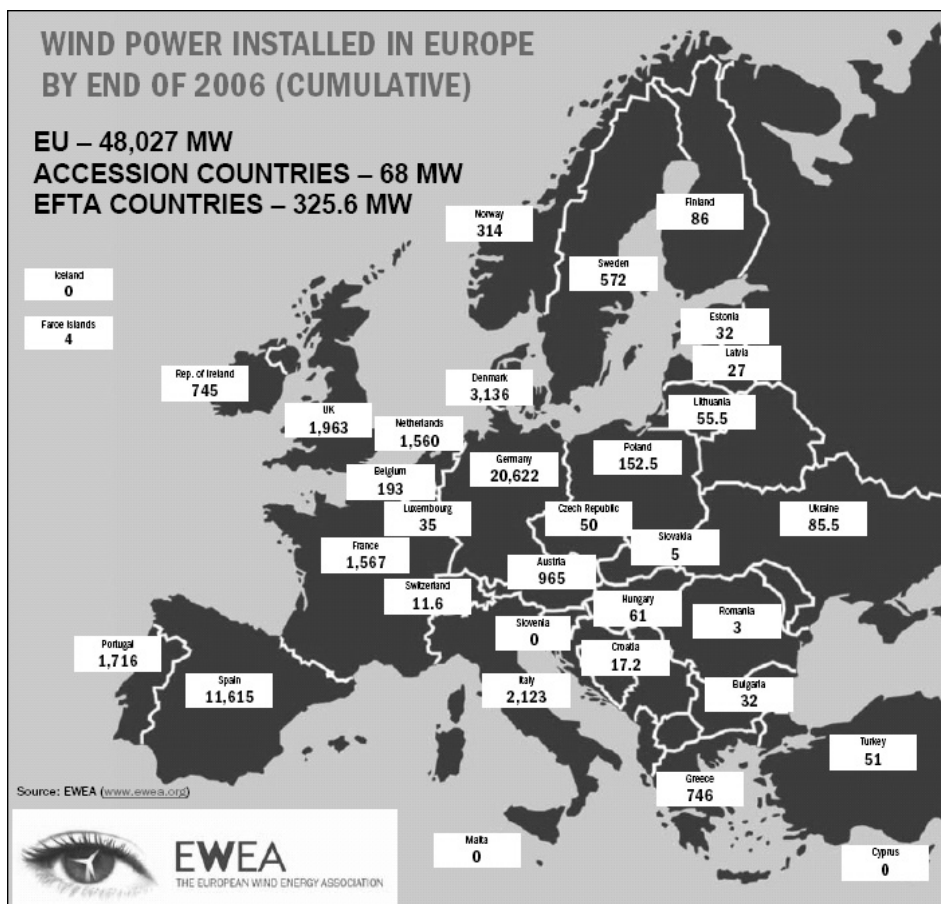 WIND POWER INSTALLED IN EUROPE
BY END OF 2006 (CUMULATIVE)
EU – 48,027 MW
ACCESSION COUNTRIES – 68 MW
EFTA COUNTRIES – 325.6 MW
Norway
314
Finland
86
Sweden
572
Iceland
0
Faroe Islands
4
Estonia
32
Latvia
27
Rep. of Ireland
745
Denmark
3,136
Lithuania
55.5
UK
1,963
Netherlands
1,560
Germany
20,622
Poland
152.5
Belgium
193
Luxembourg
35
Czech Republic
50
Ukraine
85.5
Slovakia
5
France
1,567
Austria
965
Switzerland
11.6
Hungary
61
Romania
3
Slovenia
0
Croatia
17.2
Portugal
1,716
Spain
11,615
Italy
2,123
Bulgaria
32
Turkey
51
Greece
746
Source: EWEA (www.ewea.org)
Malta
0
Cyprus
0
EWEA
THE EUROPEAN WIND ENERGY ASSOCIATION